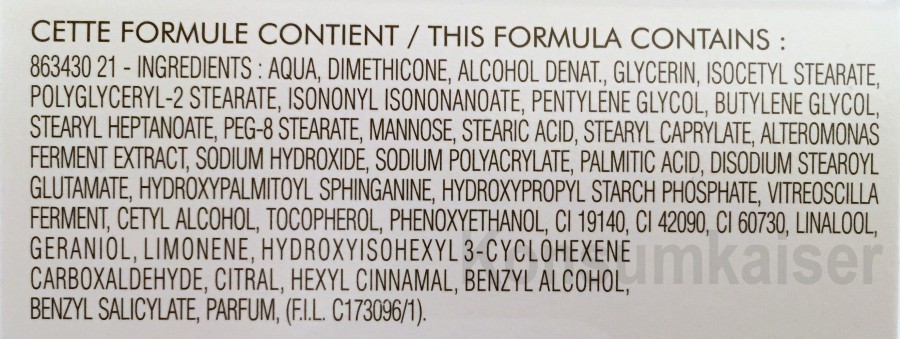 CETTE FORMULE CONTIENT / THIS FORMULA CONTAINS :
863430 21 - INGREDIENTS : AQUA, DIMETHICONE, ALCOHOL DENAT., GLYCERIN, ISOCETYL STEARATE,
POLYGLYCERYL-2 STEARATE, ISONONYL ISONONANOATE, PENTYLENE GLYCOL, BUTYLENE GLYCOL,
STEARYL HEPTANOATE, PEG-8 STEARATE, MANNOSE, STEARIC ACID, STEARYL CAPRYLATE, ALTEROMONAS
FERMENT EXTRACT, SODIUM HYDROXIDE, SODIUM POLYACRYLATE, PALMITIC ACID, DISODIUM STEAROYL
GLUTAMATE, HYDROXYPALMITOYL SPHINGANINE, HYDROXYPROPYL STARCH PHOSPHATE, VITREOSCILLA
FERMENT, CETYL ALCOHOL, TOCOPHEROL, PHENOXYETHANOL, CI 19140, CI 42090, CI 60730, LINALOOL,
GERANIOL, LIMONENE, HYDROXYISOHEXYL 3-CYCLOHEXENE
Konsumkaiser
CARBOXALDEHYDE, CITRAL, HEXYL CINNAMAL, BENZYL ALCOHOL,
BENZYL SALICYLATE, PARFUM, (F.I.L. C173096/1).